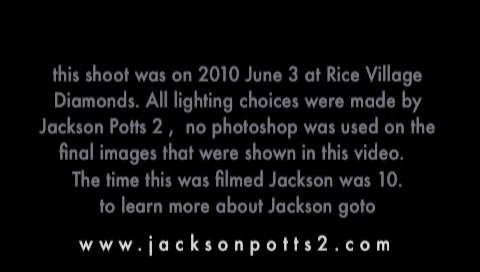 this shoot was on 2010 June 3 at Rice Village
Diamonds. All lighting choices were made by
Jackson Potts 2 , no photoshop was used on the
final images that were shown in this video.
The time this was filmed Jackson was 10.
to learn more about Jackson goto
www.jacksonpotts2.com